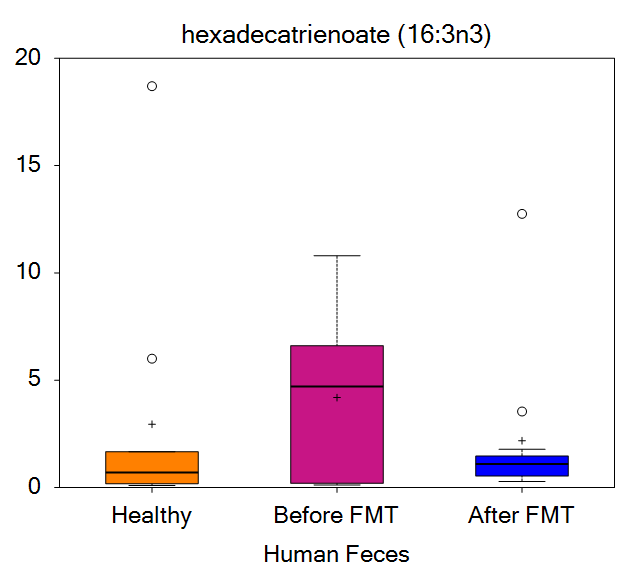 hexadecatrienoate (16:3n3)
20
15
10
5
0
Healthy Before FMT After FMT
Human Feces